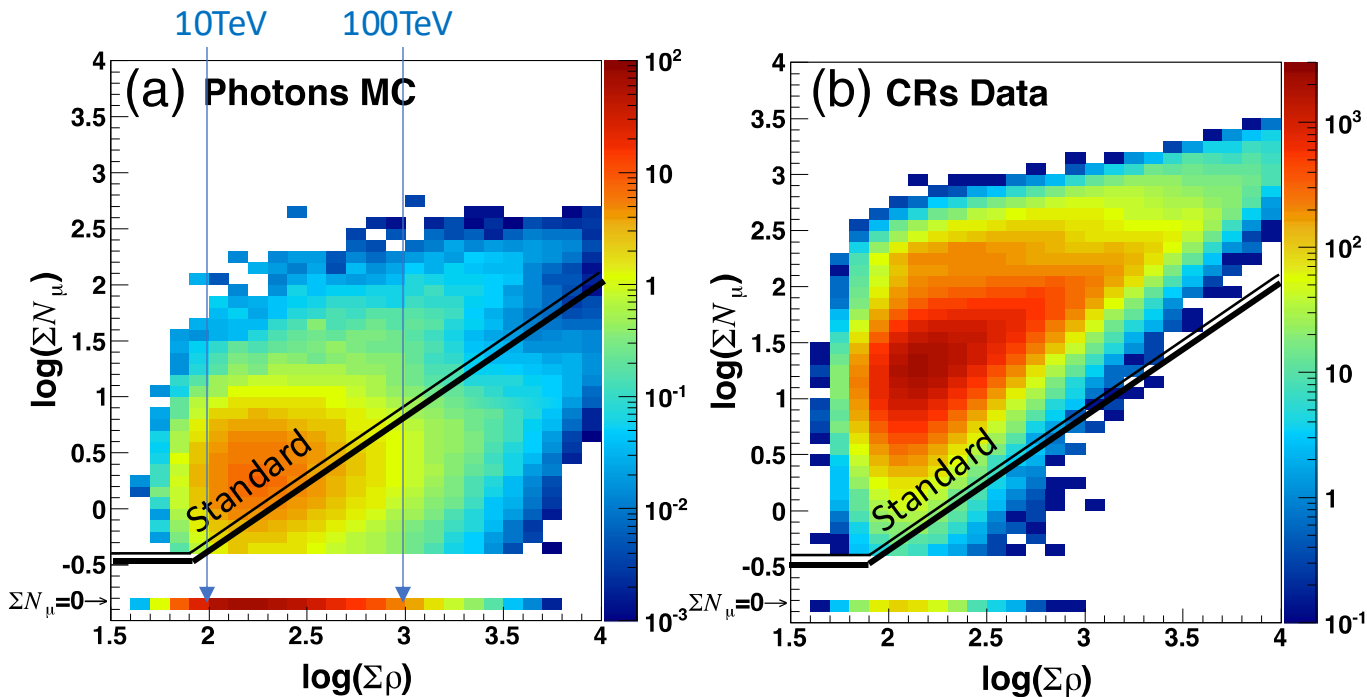 10TeV 100TeV
(a) Photons MC
4
3.5
3
2.5
2
1.5
1
0.5
0
-0.5
log(ΣN μ)
ΣN μ=0→
Standard
1.5 2 2.5 3 3.5 4
log(Σρ)
10²
10
1
10⁻¹
10⁻²
10⁻³
(b) CRs Data
4
3.5
3
2.5
2
1.5
1
0.5
0
-0.5
log(ΣN μ)
ΣN μ=0→
Standard
1.5 2 2.5 3 3.5 4
log(Σρ)
10³
10²
10
1
10⁻¹